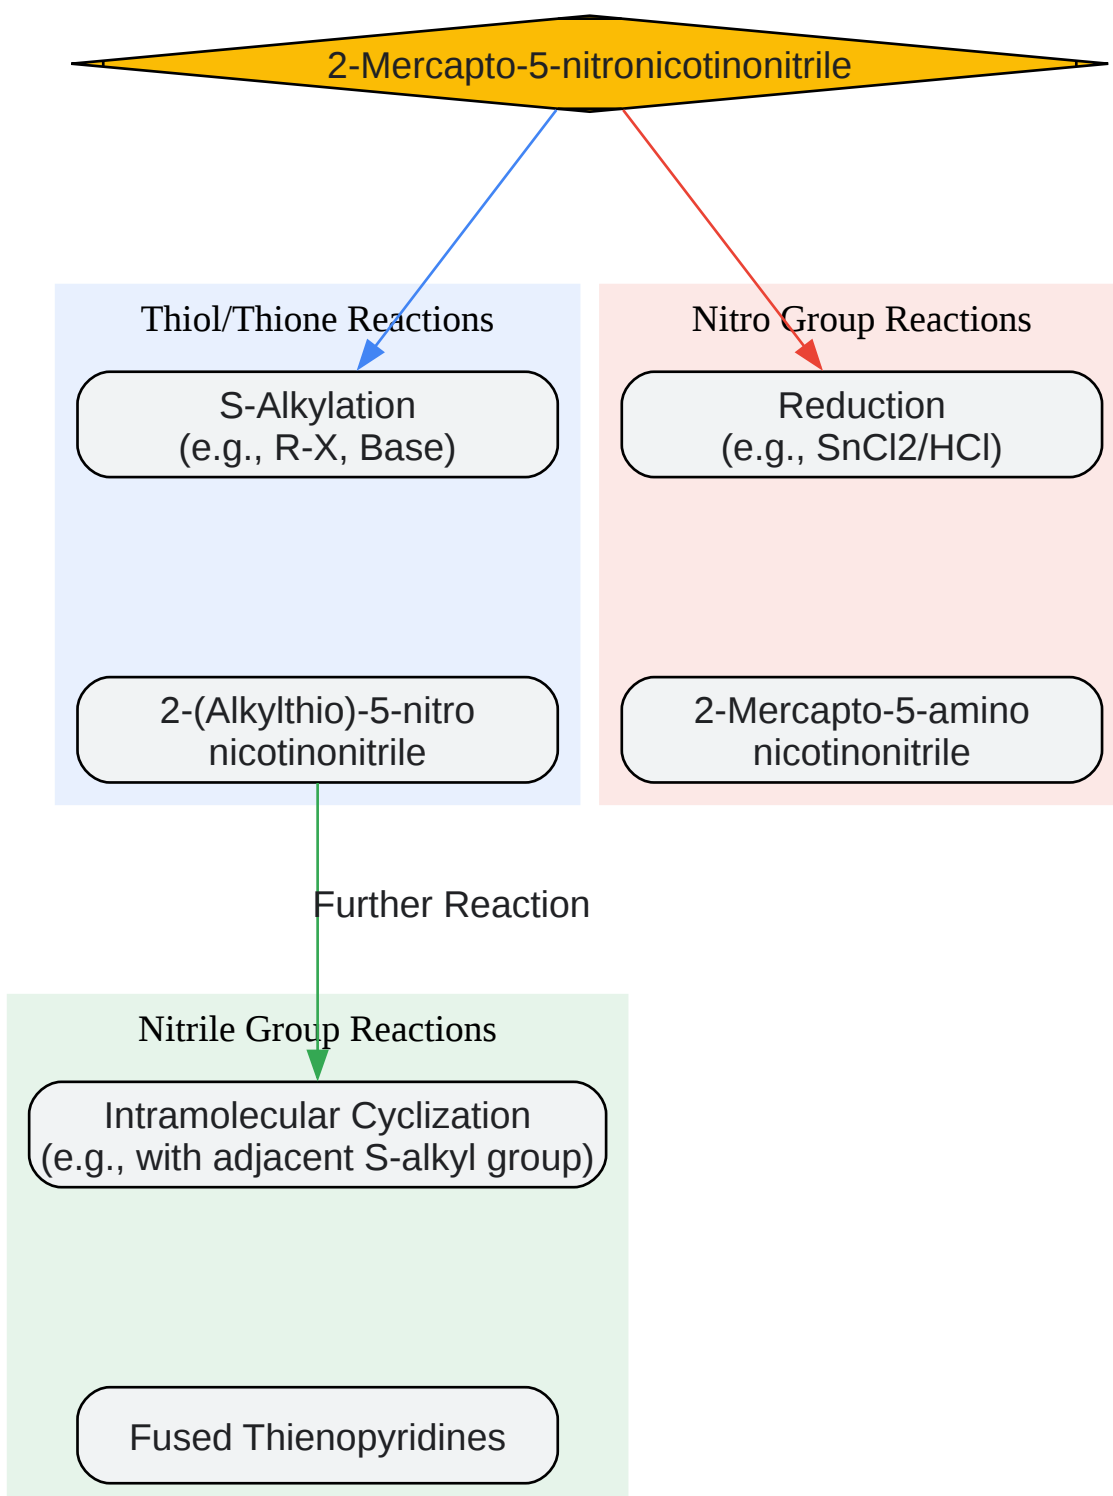 2-Mercapto-5-nitronicotinonitrile
Thiol/Thione Reactions
S-Alkylation
(e.g., R-X, Base)
2-(Alkylthio)-5-nitro
nicotinonitrile
Nitro Group Reactions
Reduction
(e.g., SnCl2/HCl)
2-Mercapto-5-amino
nicotinonitrile
Further Reaction
Nitrile Group Reactions
Intramolecular Cyclization
(e.g., with adjacent S-alkyl group)
Fused Thienopyridines